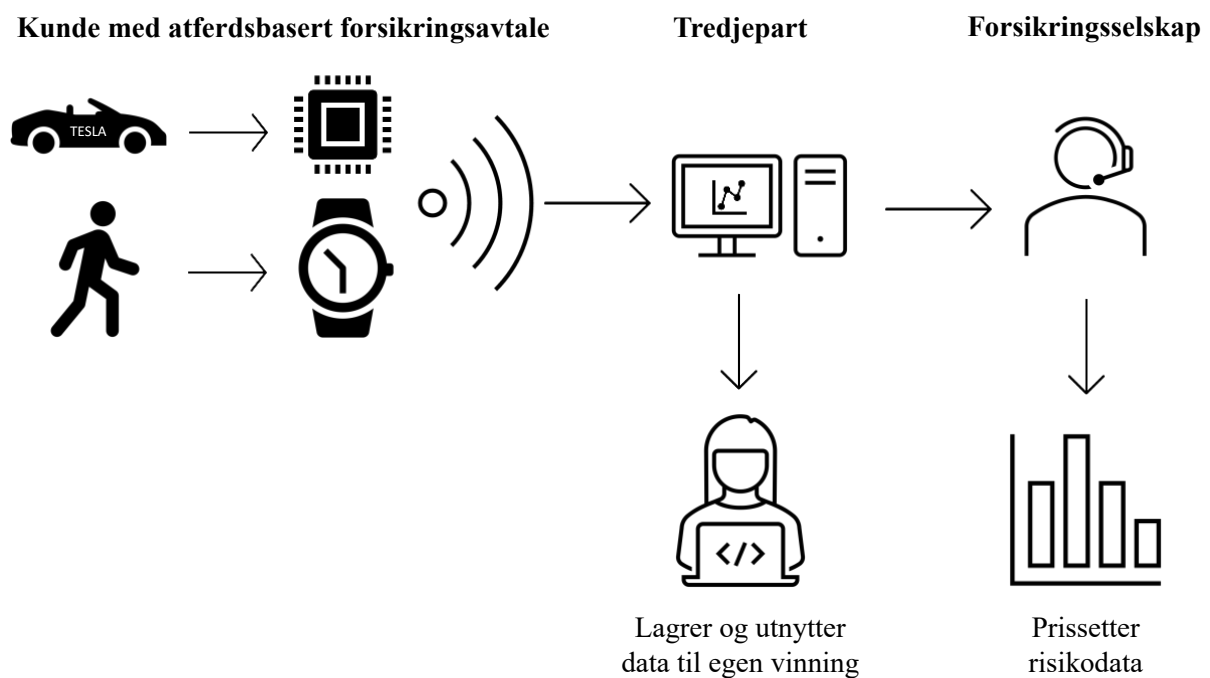 Kunde med atferdsbasert forsikringsavtale
Tredjepart
Forsikringsselskap
TESLA
</>
Lagrer og utnytter
data til egen vinning
Prissetter
risikodata